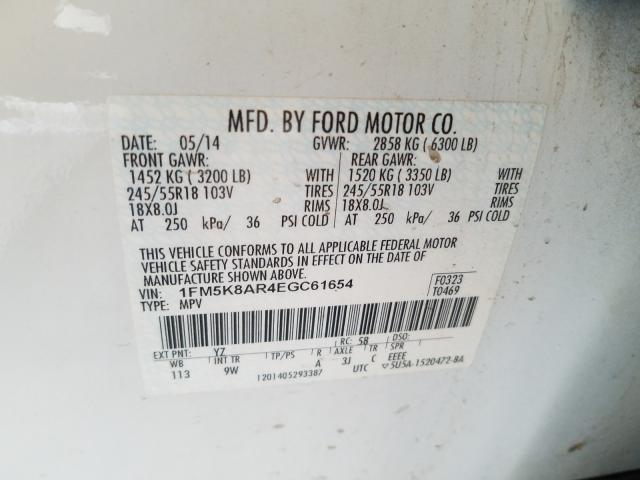 MFD. BY FORD MOTOR CO.
DATE: 05/14 GVWR: 2858 KG ( 6300 LB)
FRONT GAWR: REAR GAWR:
1452 KG ( 3200 LB) WITH 1520 KG ( 3350 LB) WITH
245/55R18 103V TIRES 245/55R18 103V TIRES
18X8.0J RIMS 18X8.0J RIMS
AT 250 kPa/ 36 PSI COLD AT 250 kPa/ 36 PSI COLD
THIS VEHICLE CONFORMS TO ALL APPLICABLE FEDERAL MOTOR
VEHICLE SAFETY STANDARDS IN EFFECT ON THE DATE OF
MANUFACTURE SHOWN ABOVE.
VIN: 1FM5K8AR4EGC61654 F0323
TYPE: MPV T0469
EXT PNT: YZ RC: 58 DSO:
WB INT TR TP/PS R AXLE TR SPR
113 9W A 3J C EEEE
1201405293387 UTC 5U5A-1520472-BA